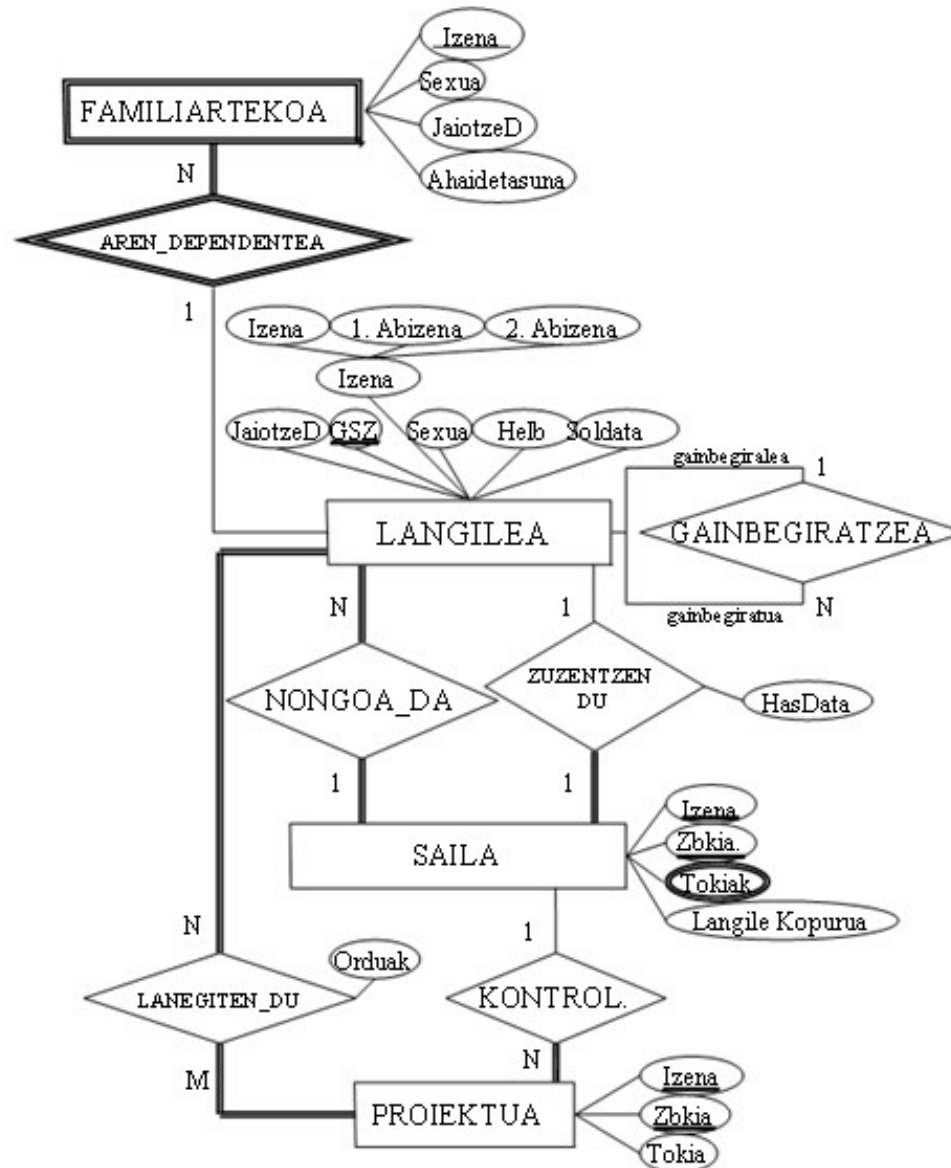 Izena
Sexua
FAMILIARTEKOA
JaiotzeD
Ahaidetasuna
N
AREN_DEPENDENTEA
1
Izena 1. Abizena 2. Abizena
Izena
JaiotzeD GSZ Sexua Helb Soldata
gainbegiralea
1
LANGILEA
GAINBEGIRATZEA
gainbegiratua
N
N
1
NONGOA_DA
ZUZENTZEN
DU
HasData
1
1
Izena
Zbkia.
SAILA
Tokiak
Langile Kopurua
N
1
Orduak
LANEGITEN_DU
KONTROL.
N
M
Izena
PROIEKTUA
Zbkia
Tokia